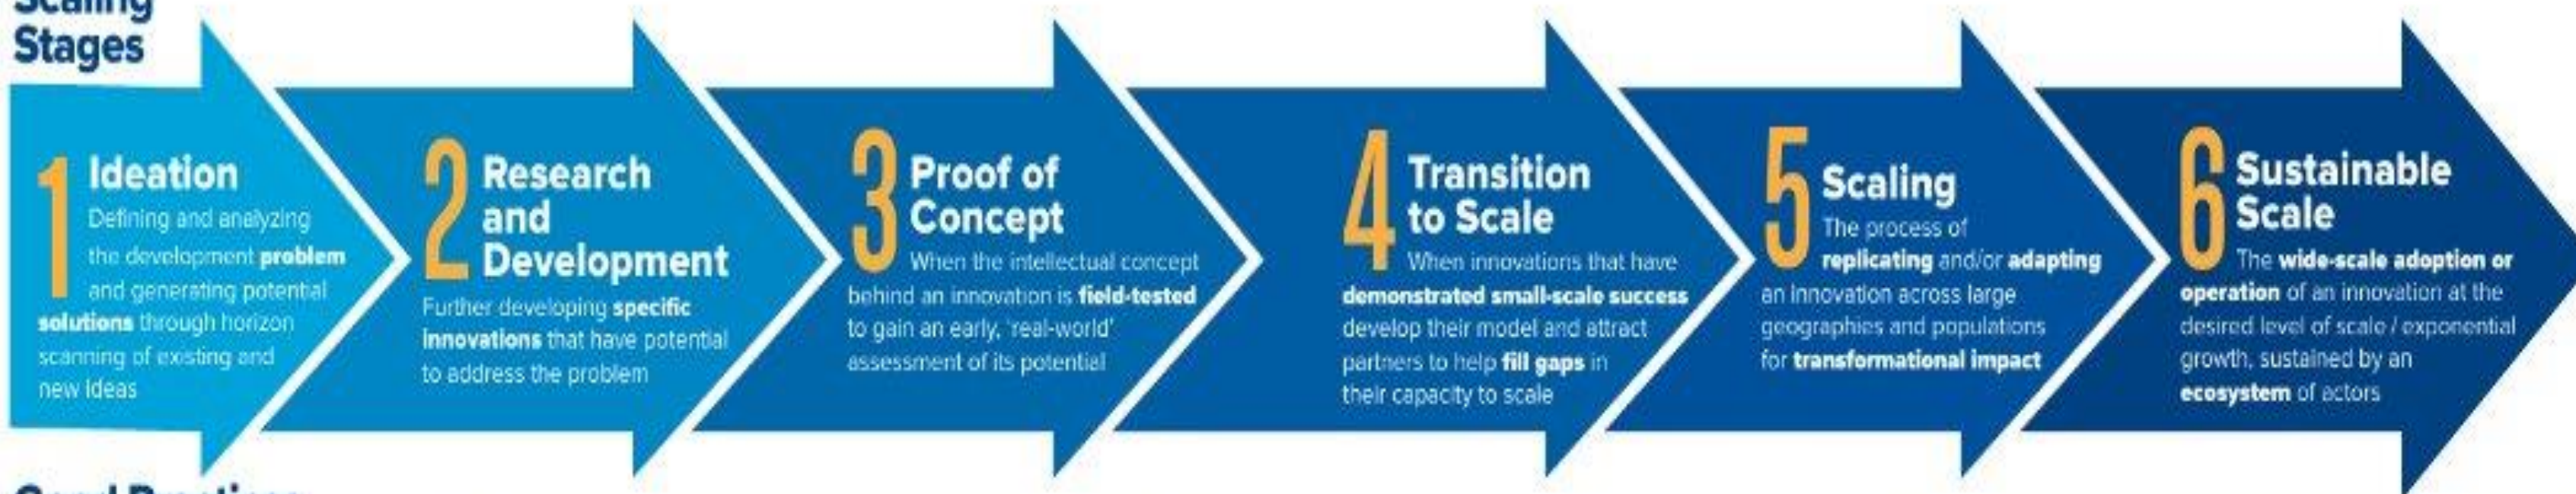 Scaling
Stages
1 Ideation
Defining and analyzing
the development problem
and generating potential
solutions through horizon
scanning of existing and
new ideas
2 Research
and
Development
Further developing specific
innovations that have potential
to address the problem
3 Proof of
Concept
When the intellectual concept
behind an innovation is field-tested
to gain an early, 'real-world'
assessment of its potential
4 Transition
to Scale
When innovations that have
demonstrated small-scale success
develop their model and attract
partners to help fill gaps in
their capacity to scale
5 Scaling
The process of
replicating and/or adapting
an innovation across large
geographies and populations
for transformational impact
6 Sustainable
Scale
The wide-scale adoption or
operation of an innovation at the
desired level of scale / exponential
growth, sustained by an
ecosystem of actors